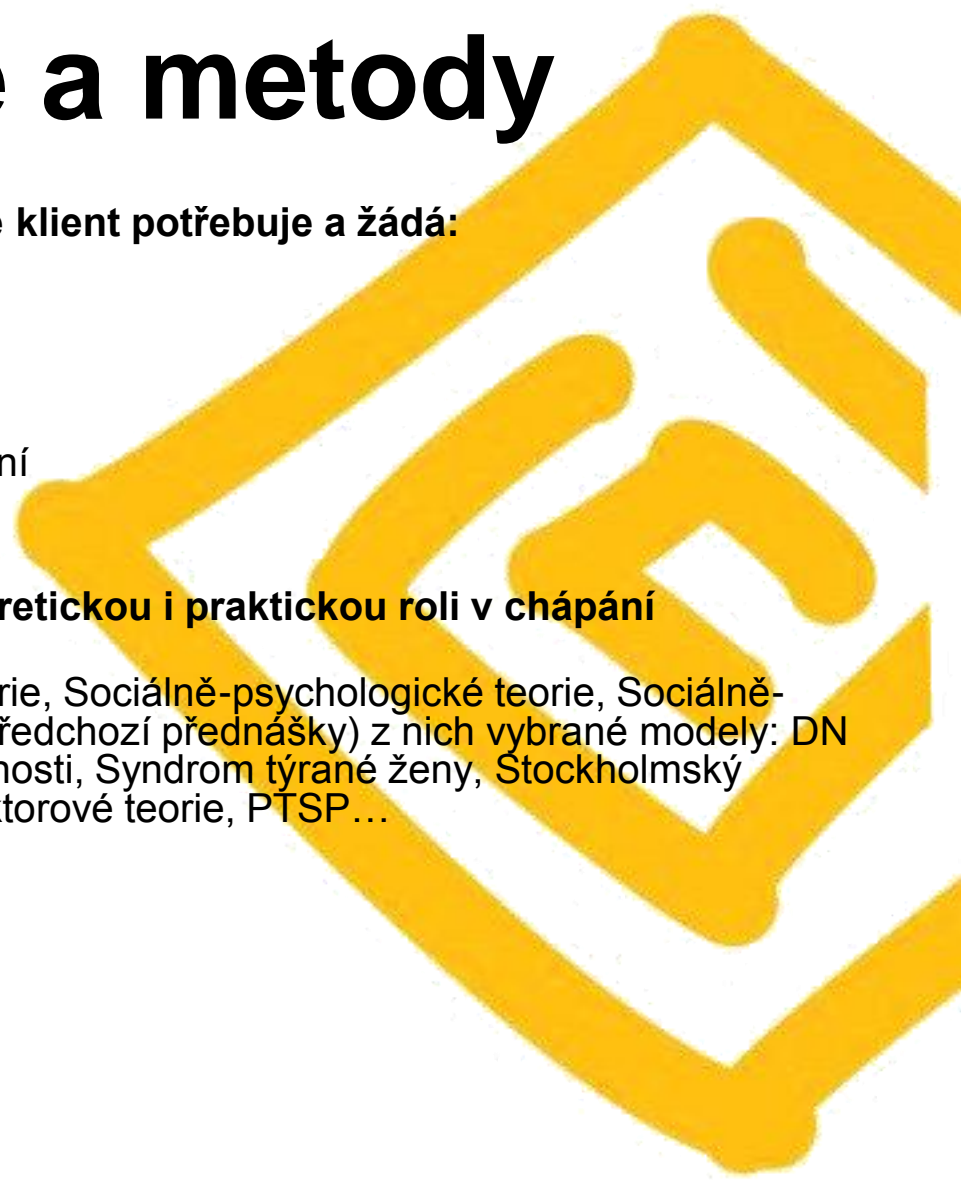 e a metody
e klient potřebuje a žádá:
ní
retickou i praktickou roli v chápání
rie, Sociálně-psychologické teorie, Sociálně-
ředchozí přednášky) z nich vybrané modely: DN
nosti, Syndrom týrané ženy, Stockholmský
ktorové teorie, PTSP…